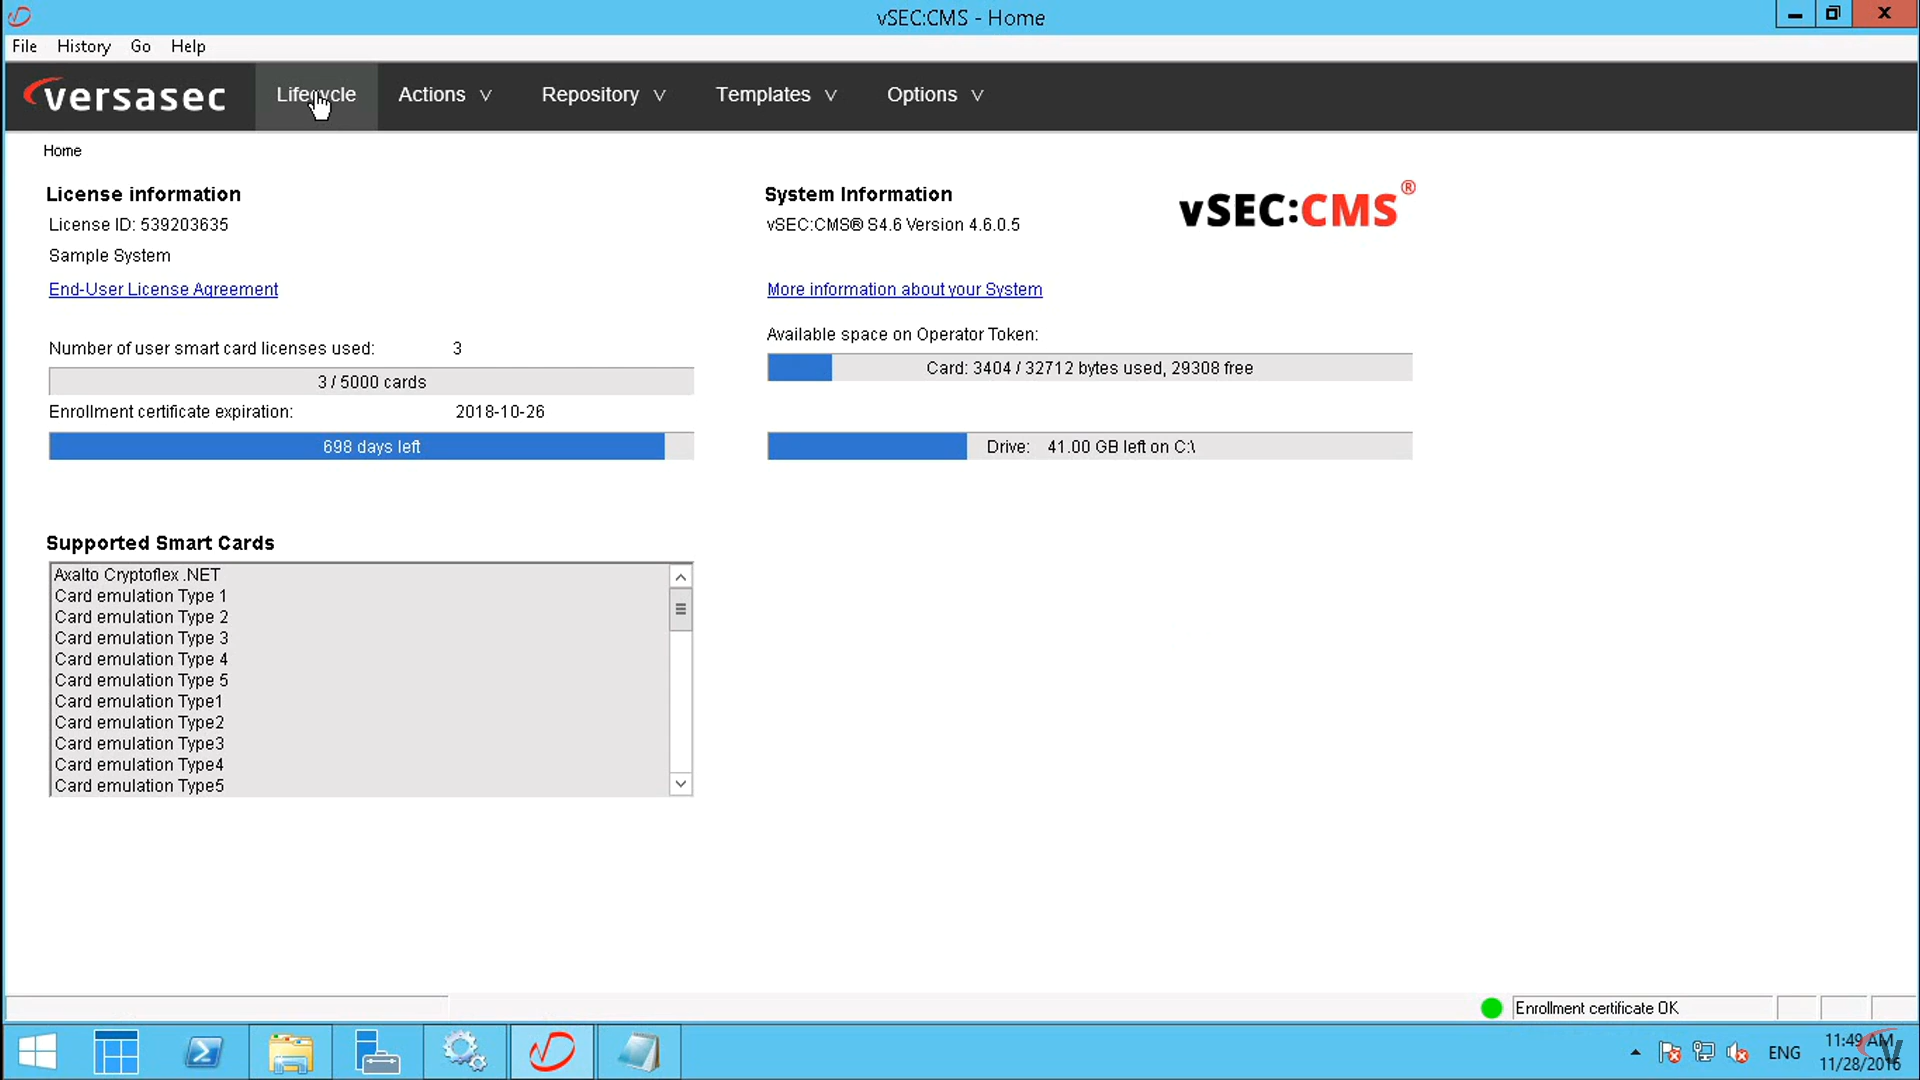 vSEC:CMS - Home
File History Go Help
versasec Lifecycle Actions Repository Templates Options
Home
License information
License ID: 539203635
Sample System
End-User License Agreement
Number of user smart card licenses used: 3
3 / 5000 cards
Enrollment certificate expiration: 2018-10-26
698 days left
System Information
vSEC:CMS® S4.6 Version 4.6.0.5
vSEC:CMS®
More information about your System
Available space on Operator Token:
Card: 3404 / 32712 bytes used, 29308 free
Drive: 41.00 GB left on C:\
Supported Smart Cards
Axalto Cryptoflex .NET
Card emulation Type 1
Card emulation Type 2
Card emulation Type 3
Card emulation Type 4
Card emulation Type 5
Card emulation Type1
Card emulation Type2
Card emulation Type3
Card emulation Type4
Card emulation Type5
Enrollment certificate OK
ENG
11:49 AM
11/28/2016